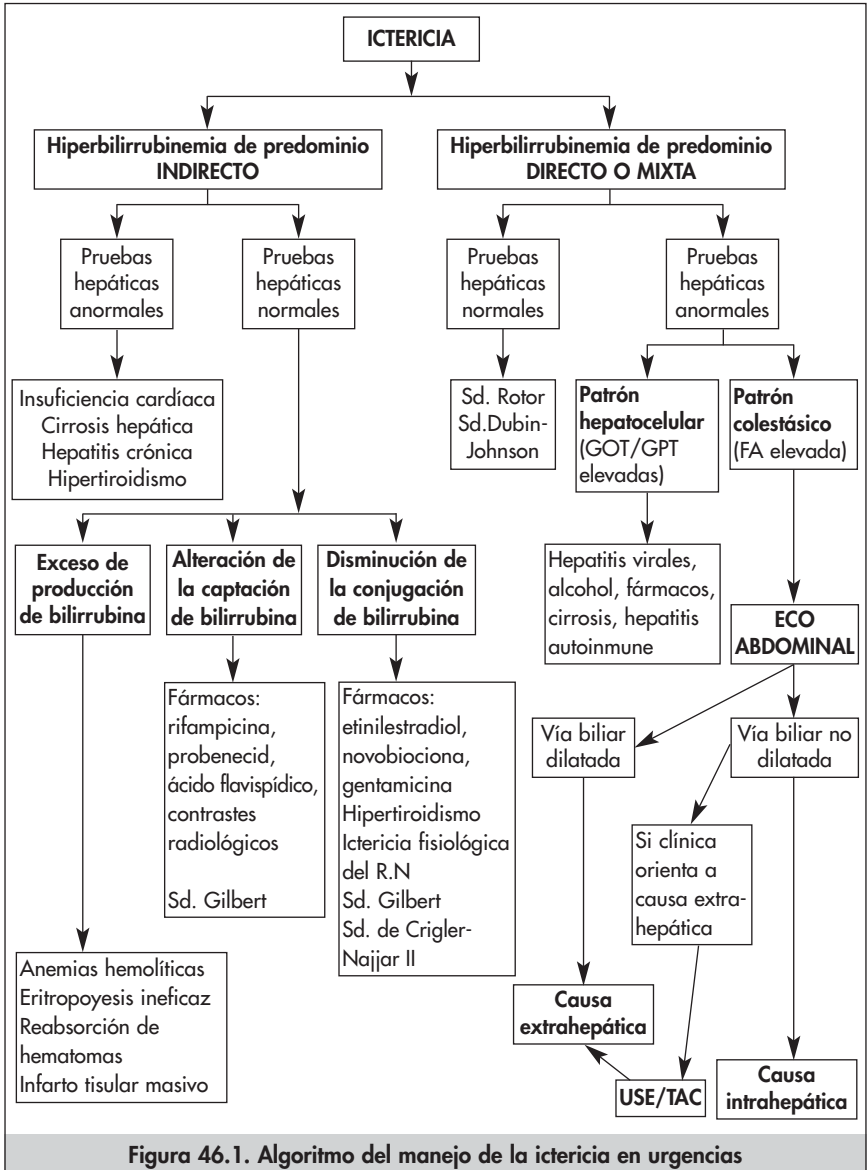 ICTERICIA
Hiperbilirrubinemia de predominio
INDIRECTO
Hiperbilirrubinemia de predominio
DIRECTO O MIXTA
Pruebas
hepáticas
anormales
Pruebas
hepáticas
normales
Pruebas
hepáticas
normales
Pruebas
hepáticas
anormales
Insuficiencia cardíaca
Cirrosis hepática
Hepatitis crónica
Hipertiroidismo
Sd. Rotor
Sd.Dubin-
Johnson
Patrón
hepatocelular
(GOT/GPT
elevadas)
Patrón
colestásico
(FA elevada)
Exceso de
producción
de bilirrubina
Alteración de
la captación
de bilirrubina
Disminución de
la conjugación
de bilirrubina
Hepatitis virales,
alcohol, fármacos,
cirrosis, hepatitis
autoinmune
ECO
ABDOMINAL
Fármacos:
rifampicina,
probenecid,
ácido flavispídico,
contrastes
radiológicos
Sd. Gilbert
Fármacos:
etinilestradiol,
novobiociona,
gentamicina
Hipertiroidismo
Ictericia fisiológica
del R.N
Sd. Gilbert
Sd. de Crigler-
Najjar II
Vía biliar
dilatada
Vía biliar no
dilatada
Si clínica
orienta a
causa extra-
hepática
Anemias hemolíticas
Eritropoyesis ineficaz
Reabsorción de
hematomas
Infarto tisular masivo
Causa
extrahepática
USE/TAC
Causa
intrahepática
Figura 46.1. Algoritmo del manejo de la ictericia en urgencias